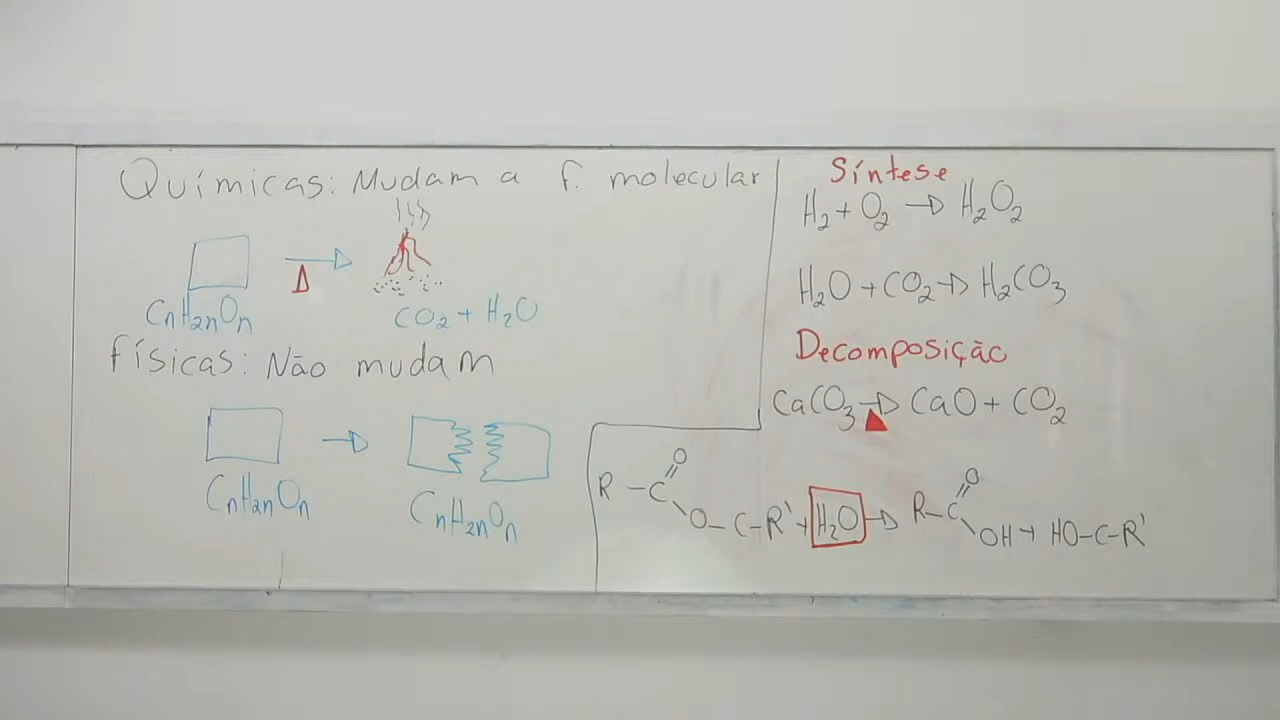 Químicas: Mudam a f. molecular
Δ
CnH2nOn
CO2 + H2O
físicas: Não mudam
CnH2nOn
CnH2nOn
Síntese
H2 + O2 → H2O2
H2O + CO2 → H2CO3
Decomposição
CaCO3 → CaO + CO2
O
R - C
O - C - R' + H2O →
O
R - C
OH + HO - C - R'